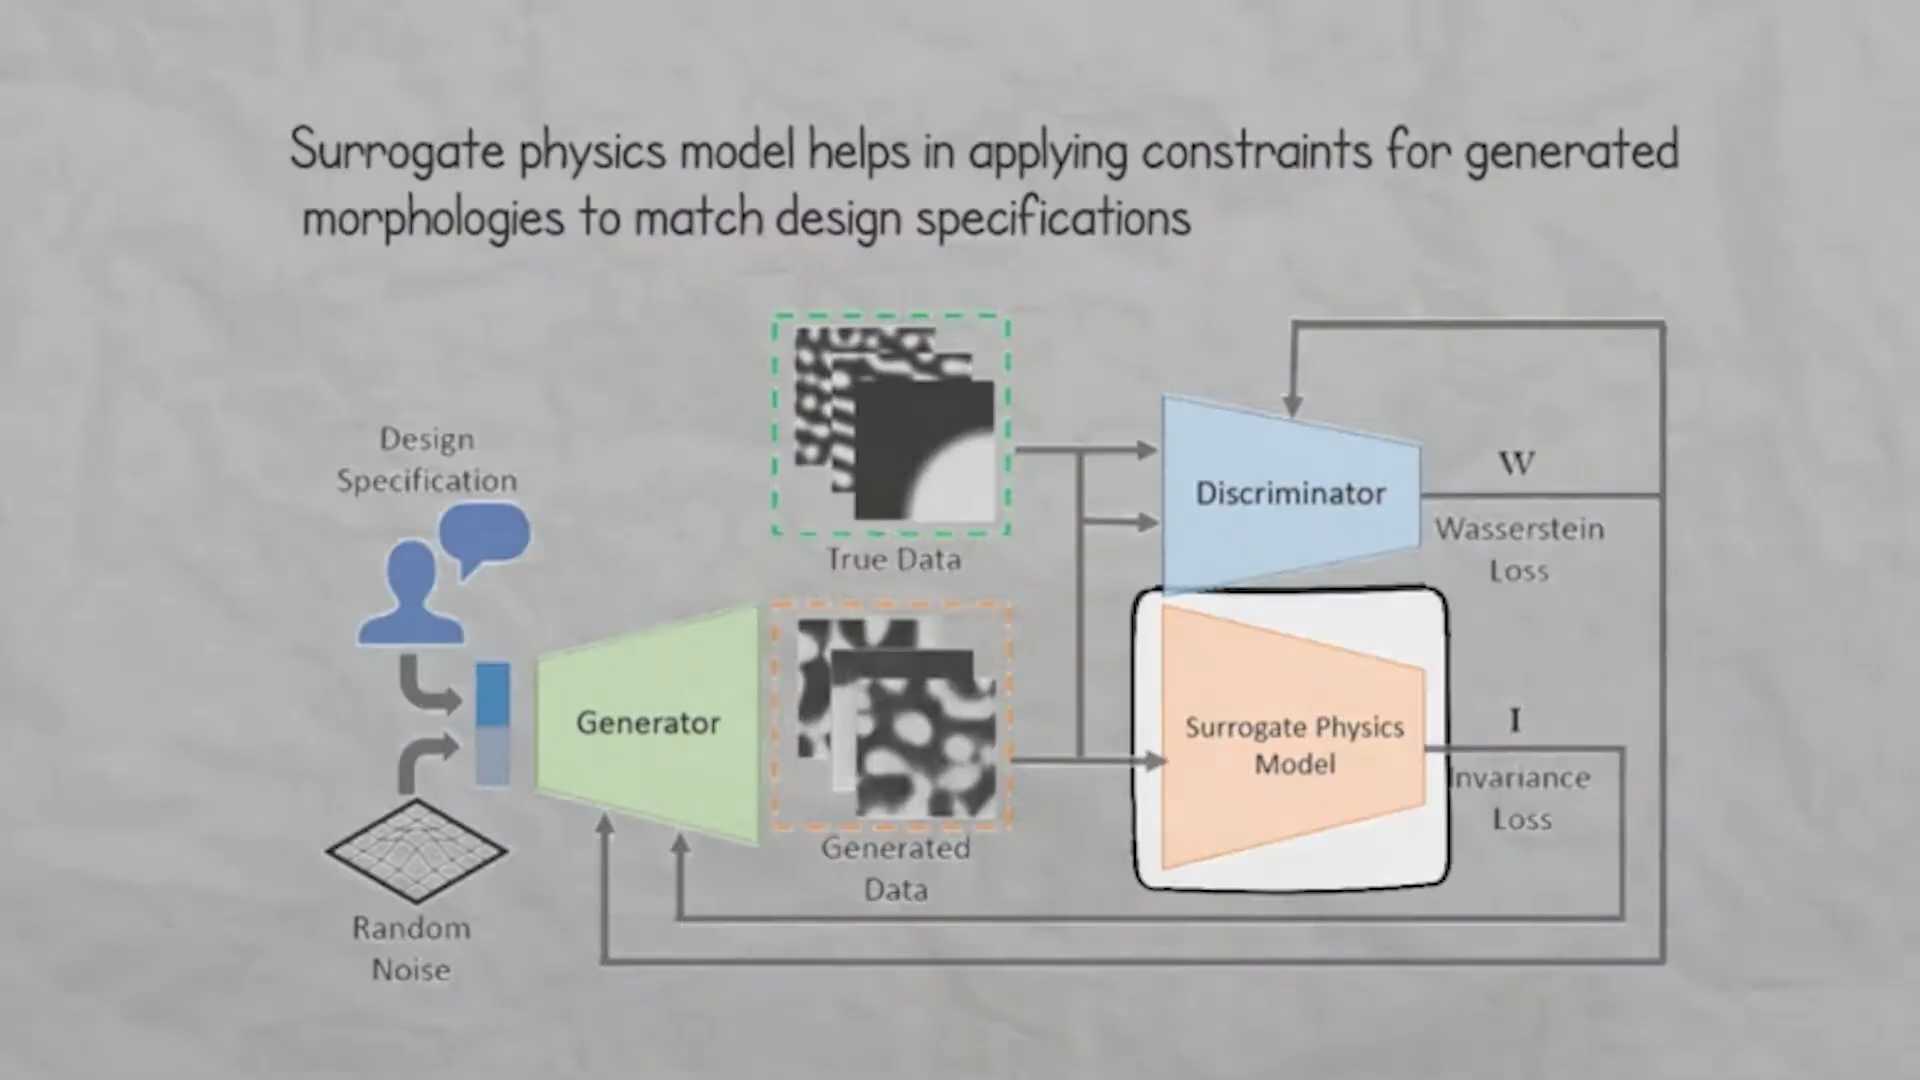 Surrogate physics model helps in applying constraints for generated
morphologies to match design specifications
Design
Specification
True Data
Discriminator
W
Wasserstein
Loss
Generator
Surrogate Physics
Model
I
Invariance
Loss
Generated
Data
Random
Noise